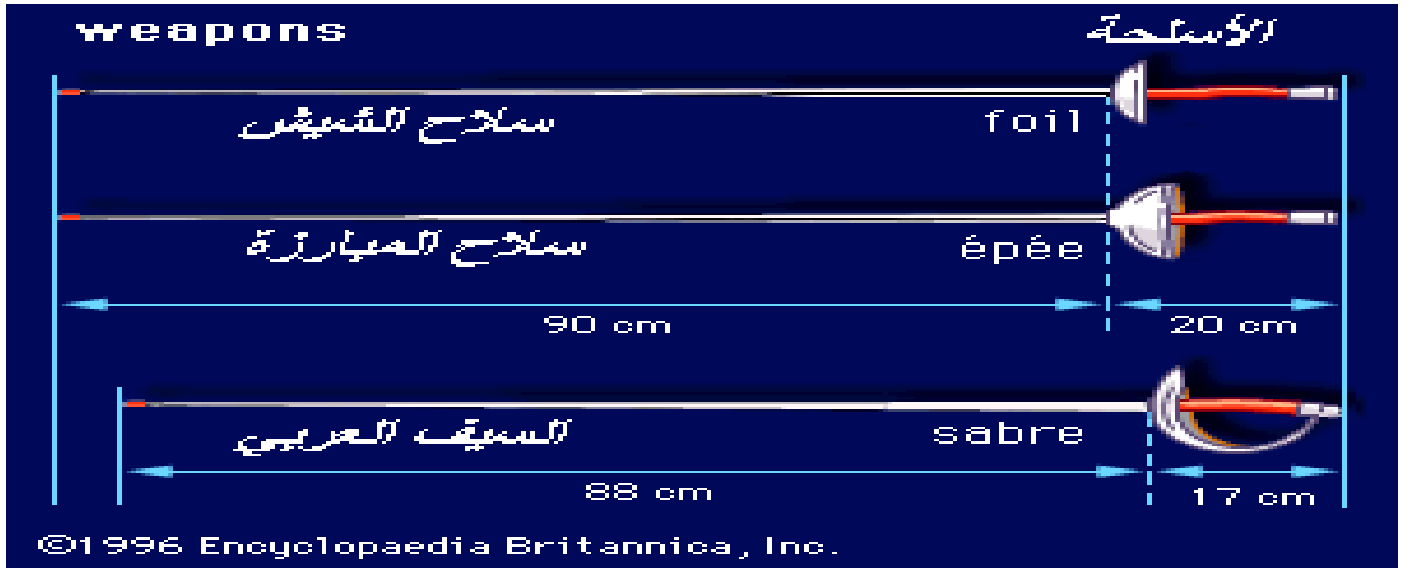 weapons الأسلحة
سلاح الشيش foil
سلاح المبارزة épée
90 cm 20 cm
السيف العربي sabre
88 cm 17 cm
©1996 Encyclopaedia Britannica, Inc.